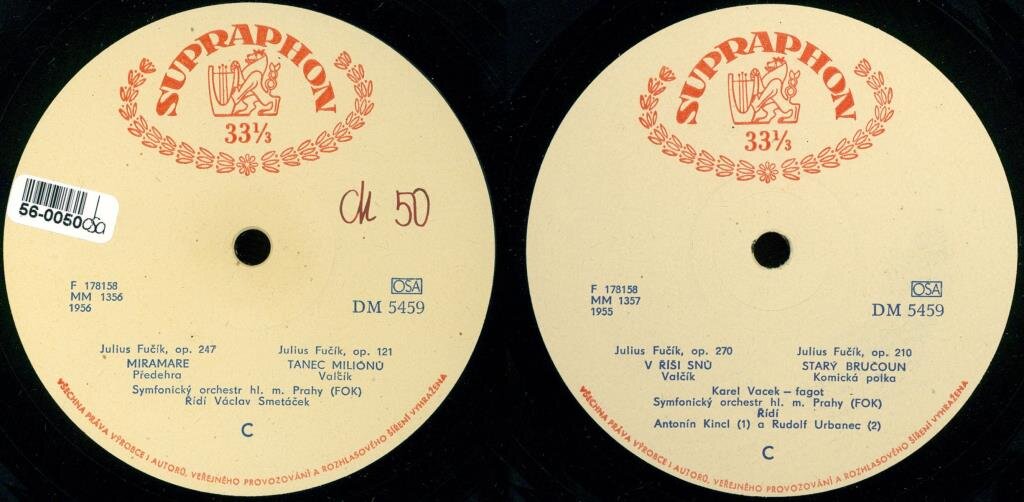 SUPRAPHON
33⅓
56-0050
OSA
dk 50
F 178158
MM 1356
1956
OSA
DM 5459
Julius Fučík, op. 247
MIRAMARE
Předehra
Julius Fučík, op. 121
TANEC MILIONŮ
Valčík
Symfonický orchestr hl. m. Prahy (FOK)
Řídí Václav Smetáček
C
VŠECHNA PRÁVA VÝROBCE I AUTORŮ, VEŘEJNÉHO PROVOZOVÁNÍ A ROZHLASOVÉHO ŠÍŘENÍ VYHRAŽENA
SUPRAPHON
33⅓
F 178158
MM 1357
1955
OSA
DM 5459
Julius Fučík, op. 270
V ŘÍŠI SNŮ
Valčík
Julius Fučík, op. 210
STARÝ BRUČOUN
Komická polka
Karel Vacek – fagot
Symfonický orchestr hl. m. Prahy (FOK)
Řídí
Antonín Kincl (1) a Rudolf Urbanec (2)
C
VŠECHNA PRÁVA VÝROBCE I AUTORŮ, VEŘEJNÉHO PROVOZOVÁNÍ A ROZHLASOVÉHO ŠÍŘENÍ VYHRAŽENA